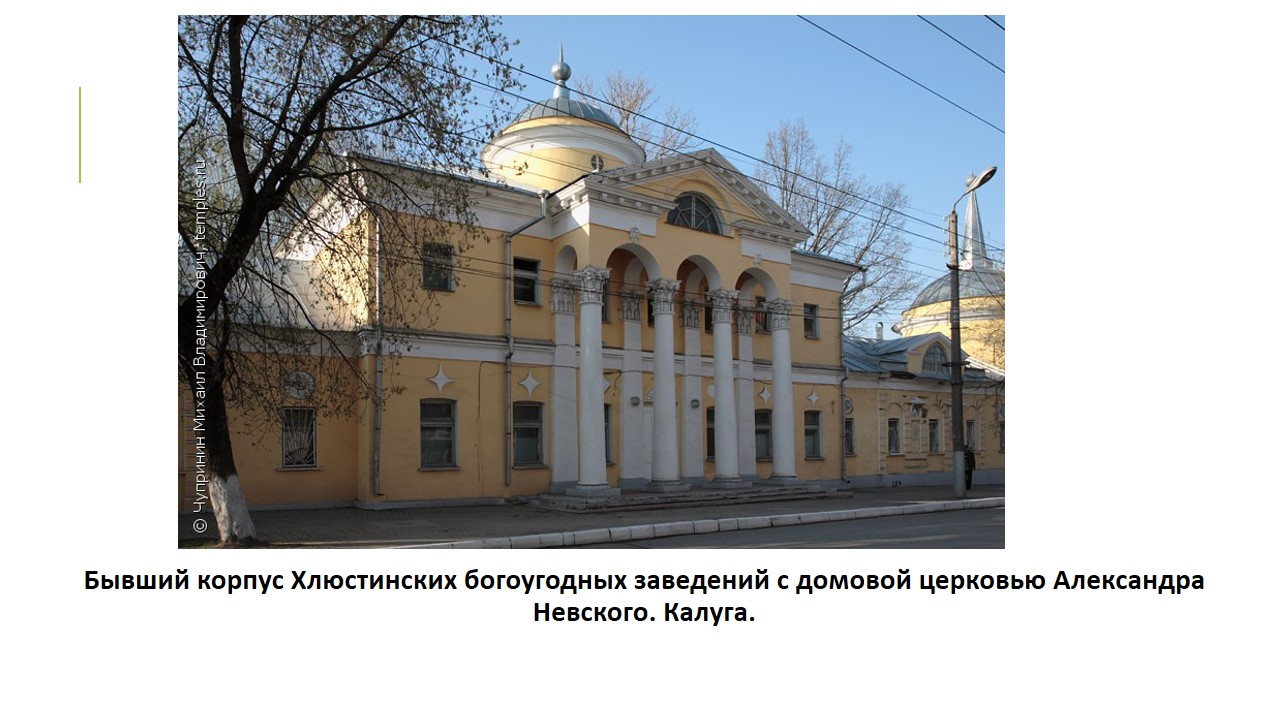 © Чупринин Михаил Владимирович, temples.ru
Бывший корпус Хлюстинских богоугодных заведений с домовой церковью Александра
Невского. Калуга.